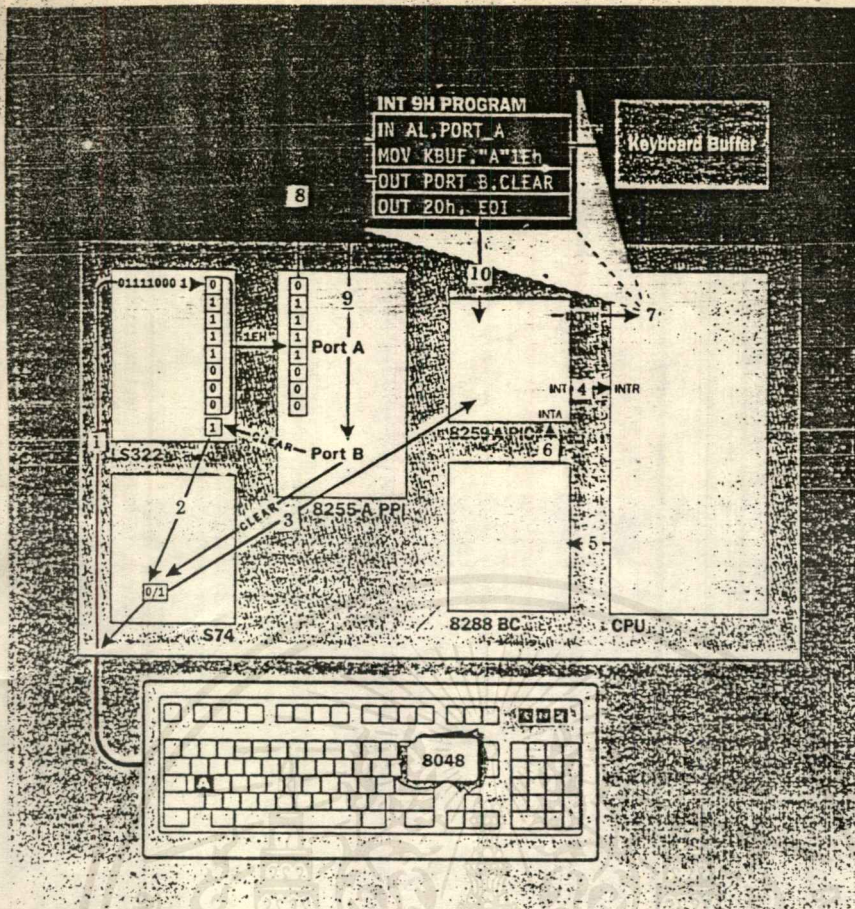 INT 9H PROGRAM
IN AL,PORT_A
MOV KBUF,"A"1Eh
OUT PORT B,CLEAR
OUT 20h, EOI
Keyboard Buffer
8
10
01111000 1
0
1
1
1
1
0
0
0
1
1EH
0
1
1
1
1
0
0
0
9
Port A
7
INT 4 INTR
INTA
8259-A PIC
6
1
LS322
CLEAR
Port B
2
CLEAR
3
8255-A PPI
5
0/1
S74
8288 BC
CPU
8048
A